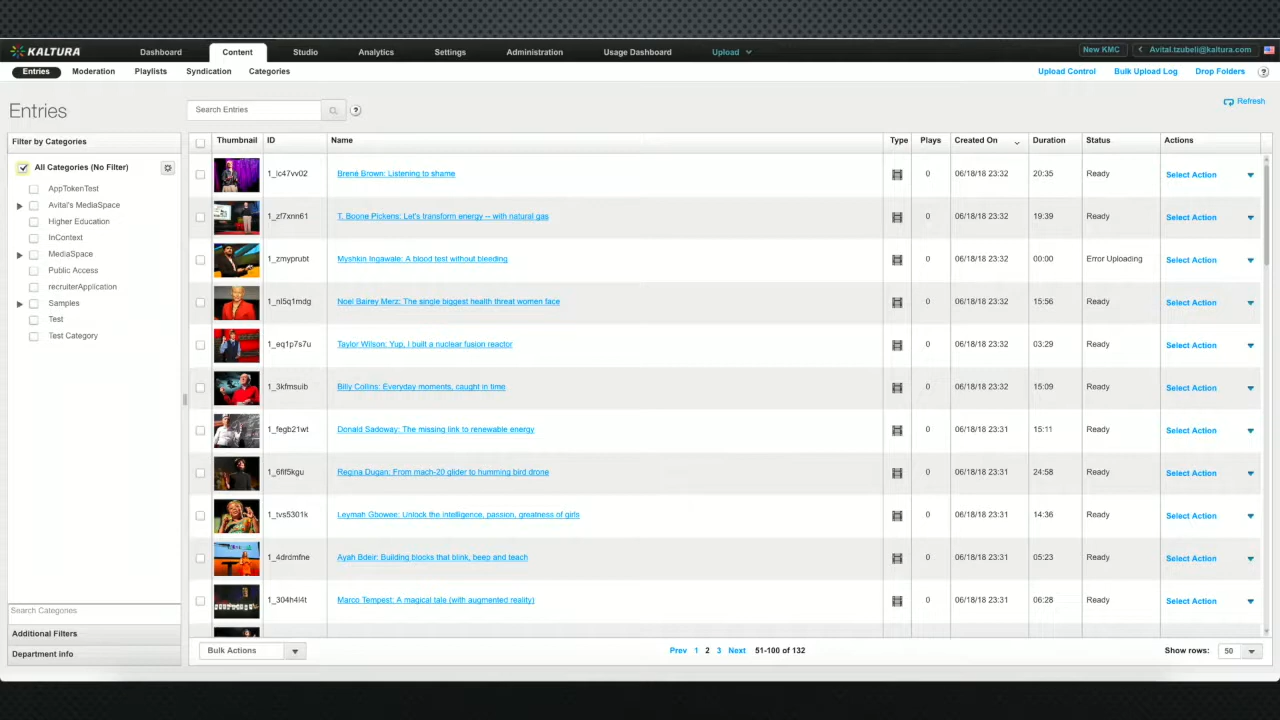 KALTURA Dashboard Content Studio Analytics Settings Administration Usage Dashboard Upload New KMC Avital.tzubeli@kaltura.com
Entries Moderation Playlists Syndication Categories Upload Control Bulk Upload Log Drop Folders ?
Entries Search Entries ? Refresh
Filter by Categories
All Categories (No Filter)
AppTokenTest
Avital's MediaSpace
Higher Education
InContext
MediaSpace
Public Access
recruiterApplication
Samples
Test
Test Category
Search Categories
Additional Filters
Department info
Thumbnail ID Name Type Plays Created On Duration Status Actions
1_lc47vv02 Brené Brown: Listening to shame 0 06/18/18 23:32 20:35 Ready Select Action
1_zf7xnn61 T. Boone Pickens: Let's transform energy -- with natural gas 0 06/18/18 23:32 19:39 Ready Select Action
1_zmyprubt Myshkin Ingawale: A blood test without bleeding 0 06/18/18 23:32 00:00 Error Uploading Select Action
1_nl5q1mdg Noel Bairey Merz: The single biggest health threat women face 0 06/18/18 23:32 15:56 Ready Select Action
1_eq1p7s7u Taylor Wilson: Yup, I built a nuclear fusion reactor 0 06/18/18 23:32 03:29 Ready Select Action
1_3kfmsuib Billy Collins: Everyday moments, caught in time 0 06/18/18 23:32 15:09 Ready Select Action
1_fegb21wt Donald Sadoway: The missing link to renewable energy 0 06/18/18 23:31 15:11 Ready Select Action
Regina Dugan: From mach-20 glider to humming bird drone 0 06/18/18 23:31 24:58 Ready Select Action
1_tvs5301k Leymah Gbowee: Unlock the intelligence, passion, greatness of girls 0 06/18/18 23:31 14:36 Ready Select Action
1_4drdmfne Ayah Bdeir: Building blocks that blink, beep and teach 0 06/18/18 23:31 05:23 Ready Select Action
1_304h4l4t Marco Tempest: A magical tale (with augmented reality) 0 06/18/18 23:31 06:28 Ready Select Action
Bulk Actions Prev 1 2 3 Next 51-100 of 132 Show rows: 50